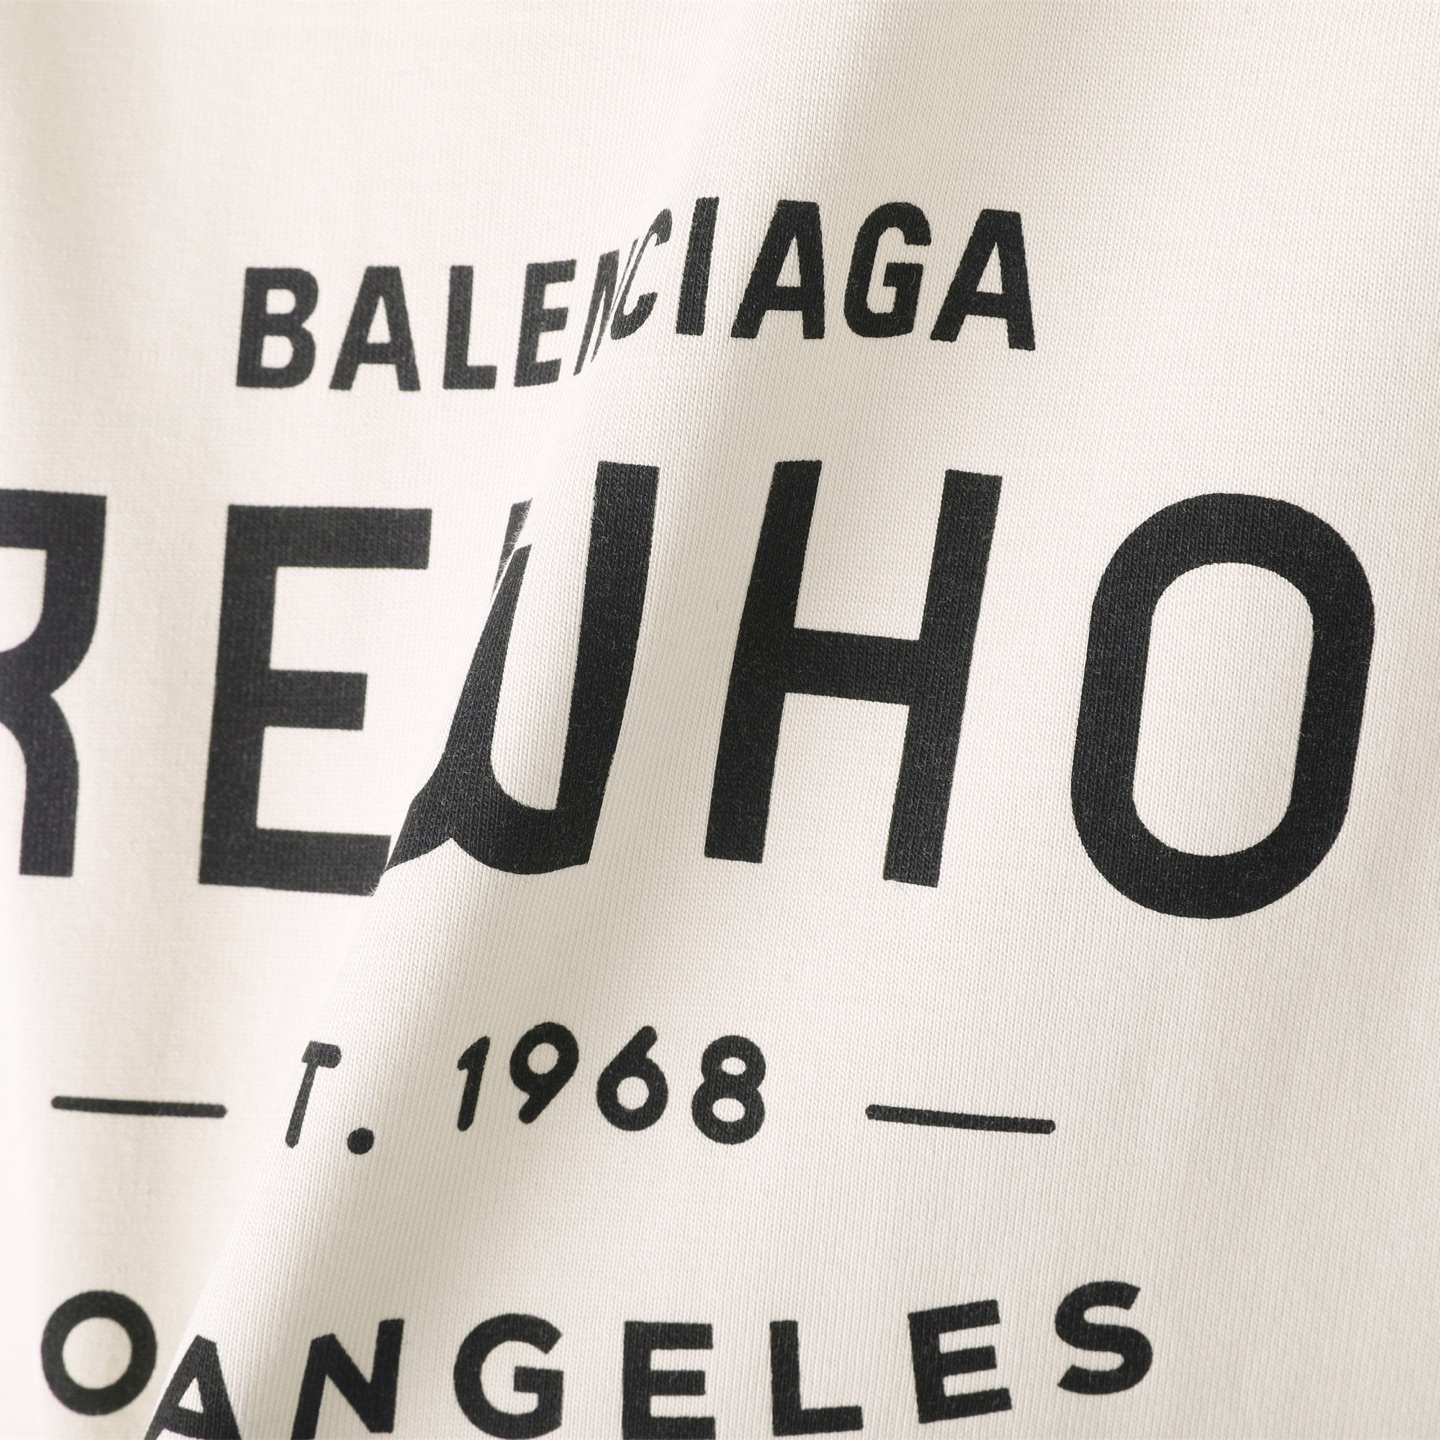 BALENCIAGA
REWHO
T. 1968
OANGELES